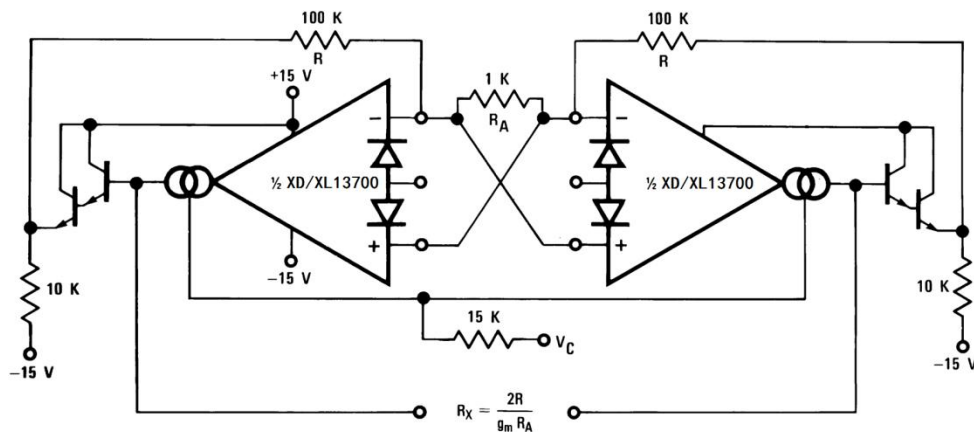 100 K
R
100 K
R
+15 V
1 K
R_A
−
−
½ XD/XL13700
½ XD/XL13700
+
+
−15 V
10 K
10 K
15 K
V_C
−15 V
−15 V
R_X = 2R / g_m R_A